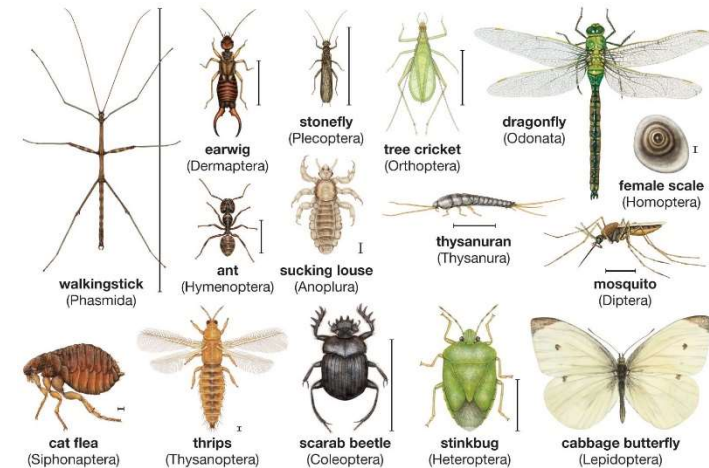 earwig
(Dermaptera)
stonefly
(Plecoptera)
tree cricket
(Orthoptera)
dragonfly
(Odonata)
female scale
(Homoptera)
walkingstick
(Phasmida)
ant
(Hymenoptera)
sucking louse
(Anoplura)
thysanuran
(Thysanura)
mosquito
(Diptera)
cat flea
(Siphonaptera)
thrips
(Thysanoptera)
scarab beetle
(Coleoptera)
stinkbug
(Heteroptera)
cabbage butterfly
(Lepidoptera)